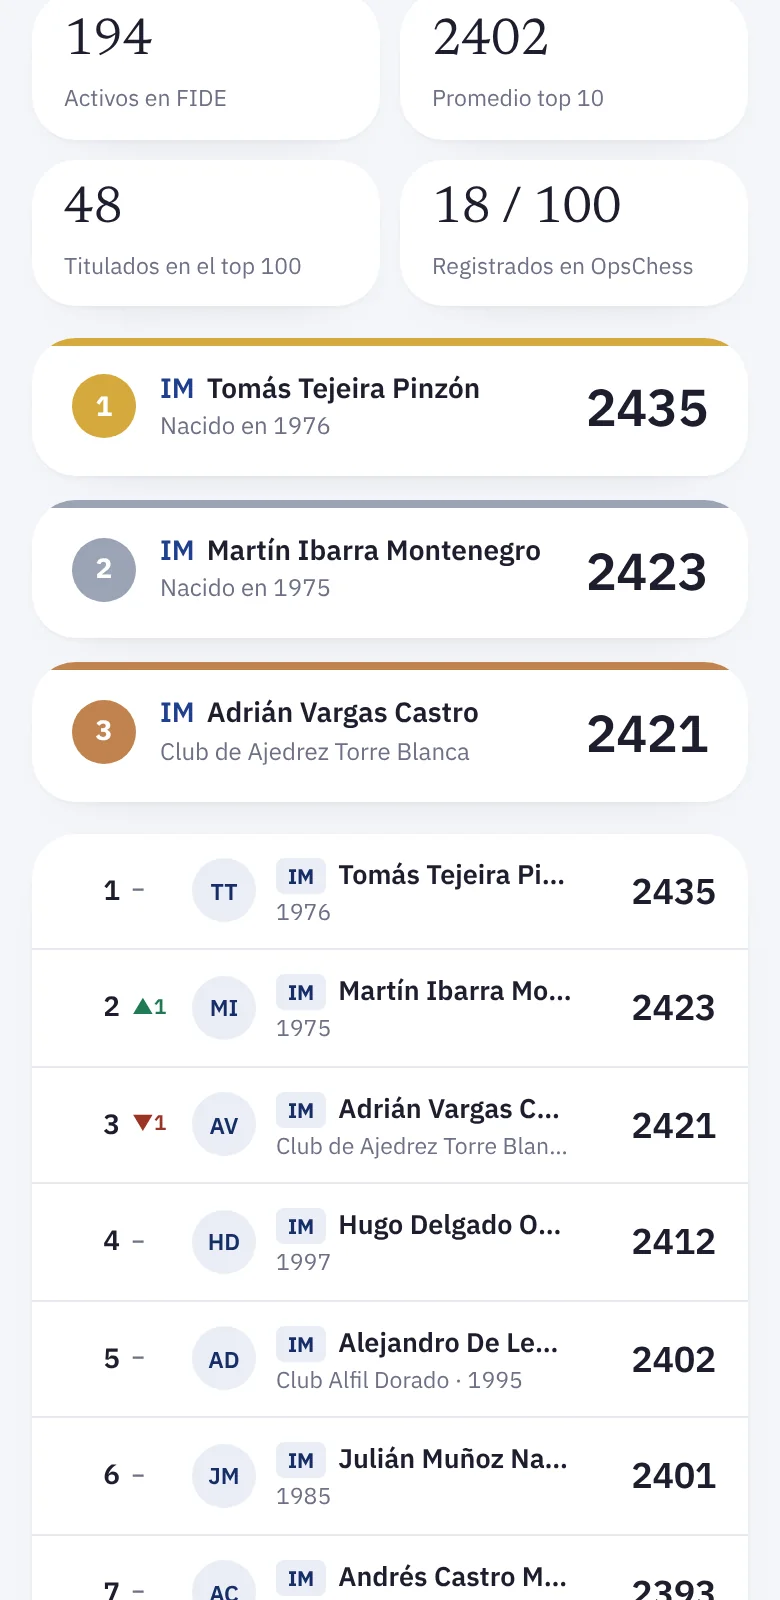 194
Activos en FIDE
2402
Promedio top 10
48
Titulados en el top 100
18 / 100
Registrados en OpsChess
1
IM Tomás Tejeira Pinzón
Nacido en 1976
2435
2
IM Martín Ibarra Montenegro
Nacido en 1975
2423
3
IM Adrián Vargas Castro
Club de Ajedrez Torre Blanca
2421
1 – TT IM Tomás Tejeira Pi... 2435
1976
2 ▲1 MI IM Martín Ibarra Mo... 2423
1975
3 ▼1 AV IM Adrián Vargas C... 2421
Club de Ajedrez Torre Blan...
4 – HD IM Hugo Delgado O... 2412
1997
5 – AD IM Alejandro De Le... 2402
Club Alfil Dorado · 1995
6 – JM IM Julián Muñoz Na... 2401
1985
7 – AC IM Andrés Castro M... 2393